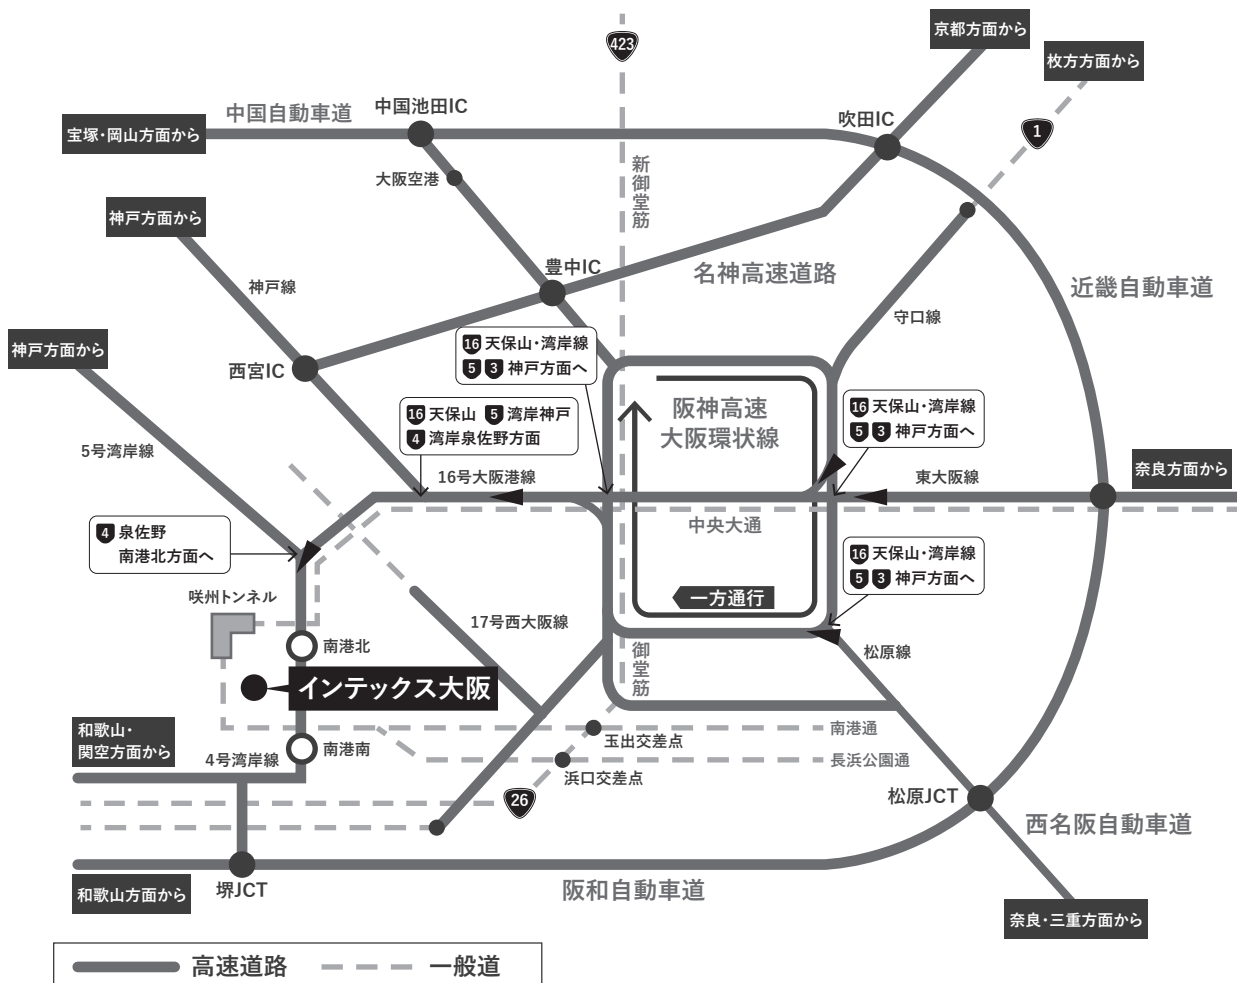 423
京都方面から
枚方方面から
中国自動車道
中国池田IC
吹田IC
宝塚・岡山方面から
1
大阪空港
新御堂筋
神戸方面から
豊中IC
名神高速道路
近畿自動車道
神戸線
守口線
神戸方面から
16 天保山・湾岸線
5 3 神戸方面へ
西宮IC
阪神高速
大阪環状線
16 天保山 5 湾岸神戸
4 湾岸泉佐野方面
16 天保山・湾岸線
5 3 神戸方面へ
5号湾岸線
16号大阪港線
東大阪線
奈良方面から
中央大通
4 泉佐野
南港北方面へ
16 天保山・湾岸線
5 3 神戸方面へ
咲州トンネル
一方通行
17号西大阪線
南港北
御堂筋
松原線
インテックス大阪
和歌山・
関空方面から
南港南
4号湾岸線
玉出交差点
南港通
浜口交差点
長浜公園通
26
松原JCT
西名阪自動車道
和歌山方面から
堺JCT
阪和自動車道
奈良・三重方面から
高速道路
一般道